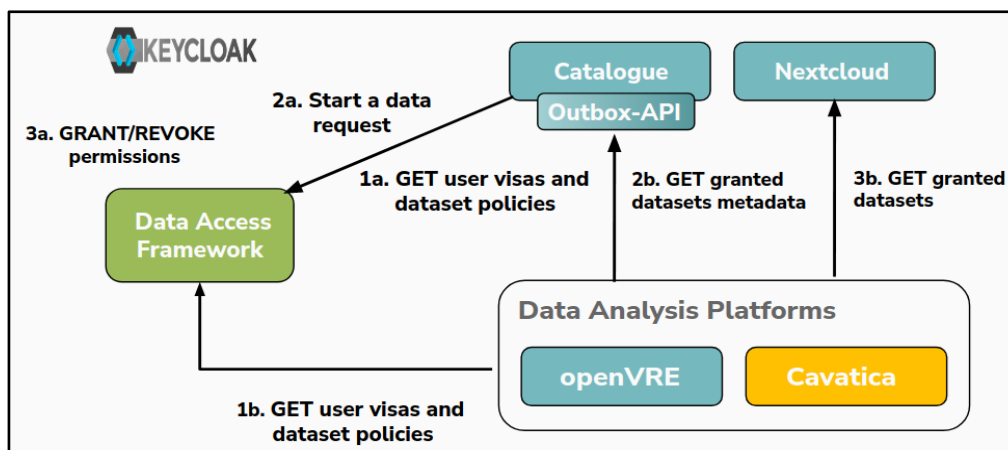 KEYCLOAK
Catalogue
Outbox-API
Nextcloud
2a. Start a data
request
3a. GRANT/REVOKE
permissions
1a. GET user visas and
dataset policies
2b. GET granted
datasets metadata
3b. GET granted
datasets
Data Access
Framework
Data Analysis Platforms
openVRE
Cavatica
1b. GET user visas and
dataset policies